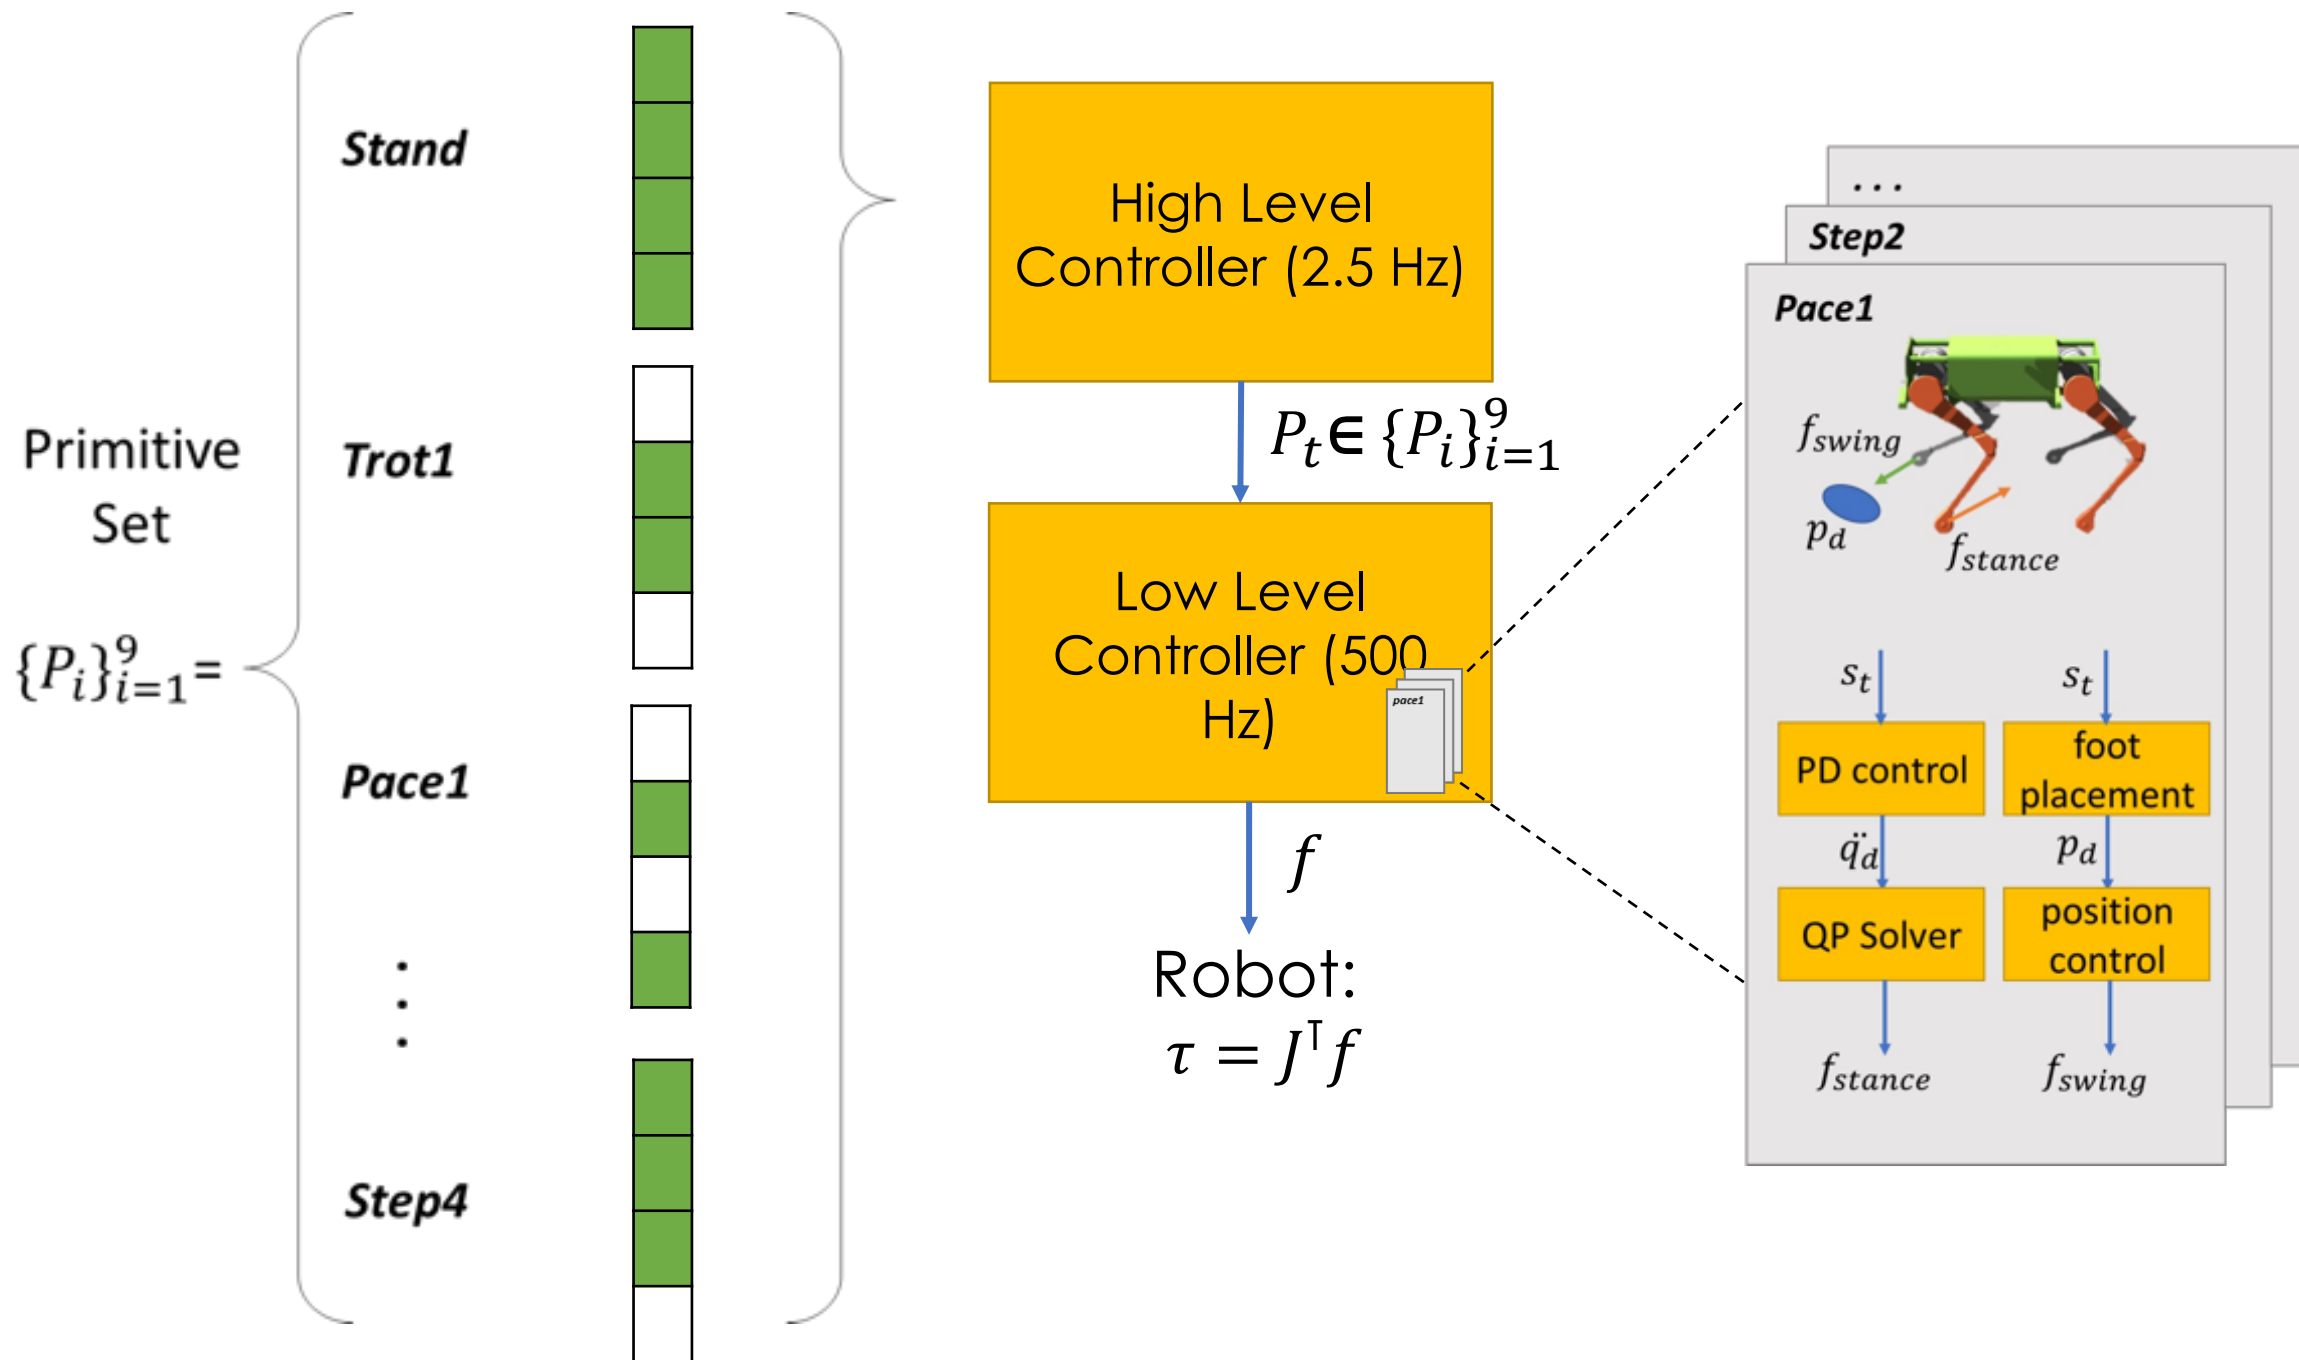 Primitive
Set
{P_i}_{i=1}^9 =
Stand
Trot1
Pace1
⋮
Step4
High Level
Controller (2.5 Hz)
P_t ∈ {P_i}_{i=1}^9
Low Level
Controller (500
Hz)
pace1
f
Robot:
τ = J^⊤ f
...
Step2
Pace1
f_swing
p_d
f_stance
s_t
s_t
PD control
foot
placement
q̈_d
p_d
QP Solver
position
control
f_stance
f_swing